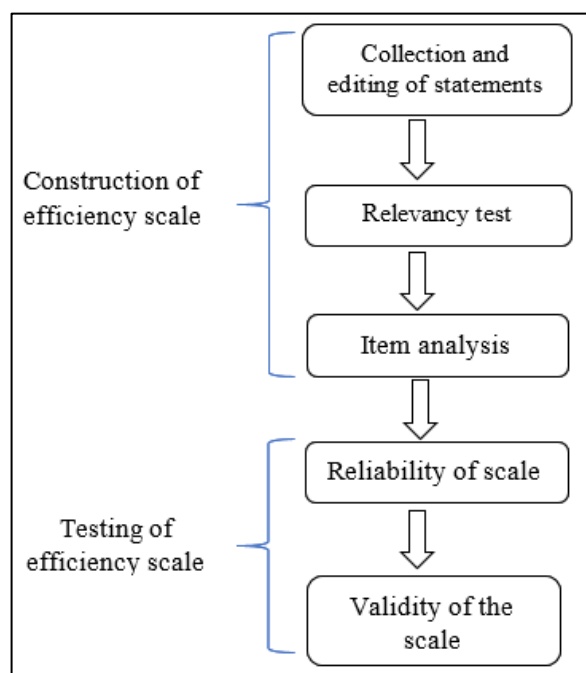 Collection and
editing of statements
Construction of
efficiency scale
Relevancy test
Item analysis
Reliability of scale
Testing of
efficiency scale
Validity of the
scale